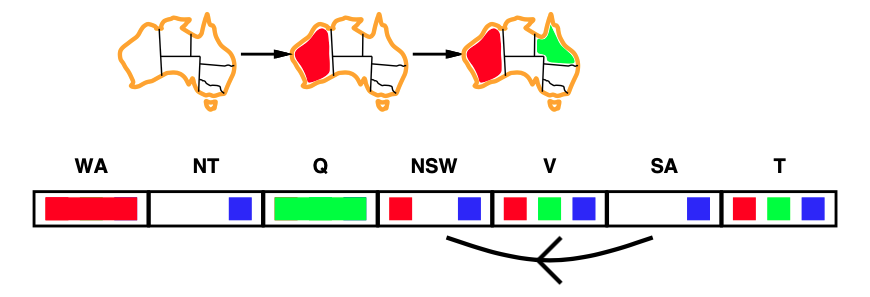 WA NT Q NSW V SA T